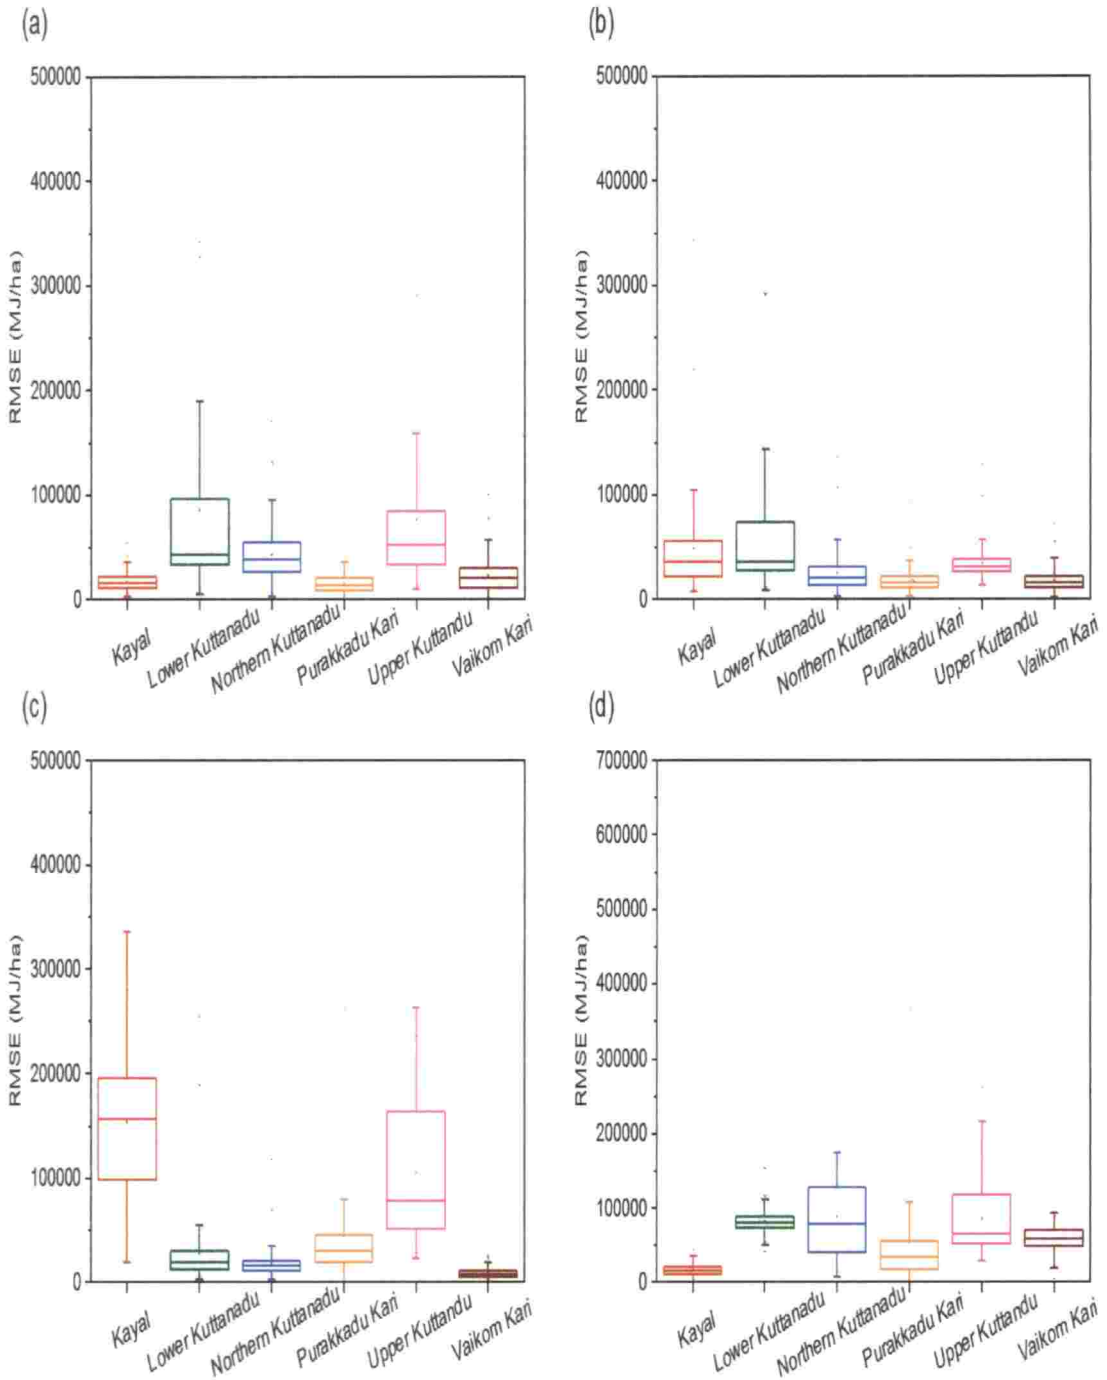 (a)
500000
400000
300000
200000
100000
0
RMSE (MJ/ha)
Kayal
Lower Kuttanadu
Northern Kuttanadu
Purakkadu Kari
Upper Kuttandu
Vaikom Kari
(b)
500000
400000
300000
200000
100000
0
RMSE (MJ/ha)
Kayal
Lower Kuttanadu
Northern Kuttanadu
Purakkadu Kari
Upper Kuttandu
Vaikom Kari
(c)
500000
400000
300000
200000
100000
0
RMSE (MJ/ha)
Kayal
Lower Kuttanadu
Northern Kuttanadu
Purakkadu Kari
Upper Kuttandu
Vaikom Kari
(d)
700000
600000
500000
400000
300000
200000
100000
0
RMSE (MJ/ha)
Kayal
Lower Kuttanadu
Northern Kuttanadu
Purakkadu Kari
Upper Kuttandu
Vaikom Kari